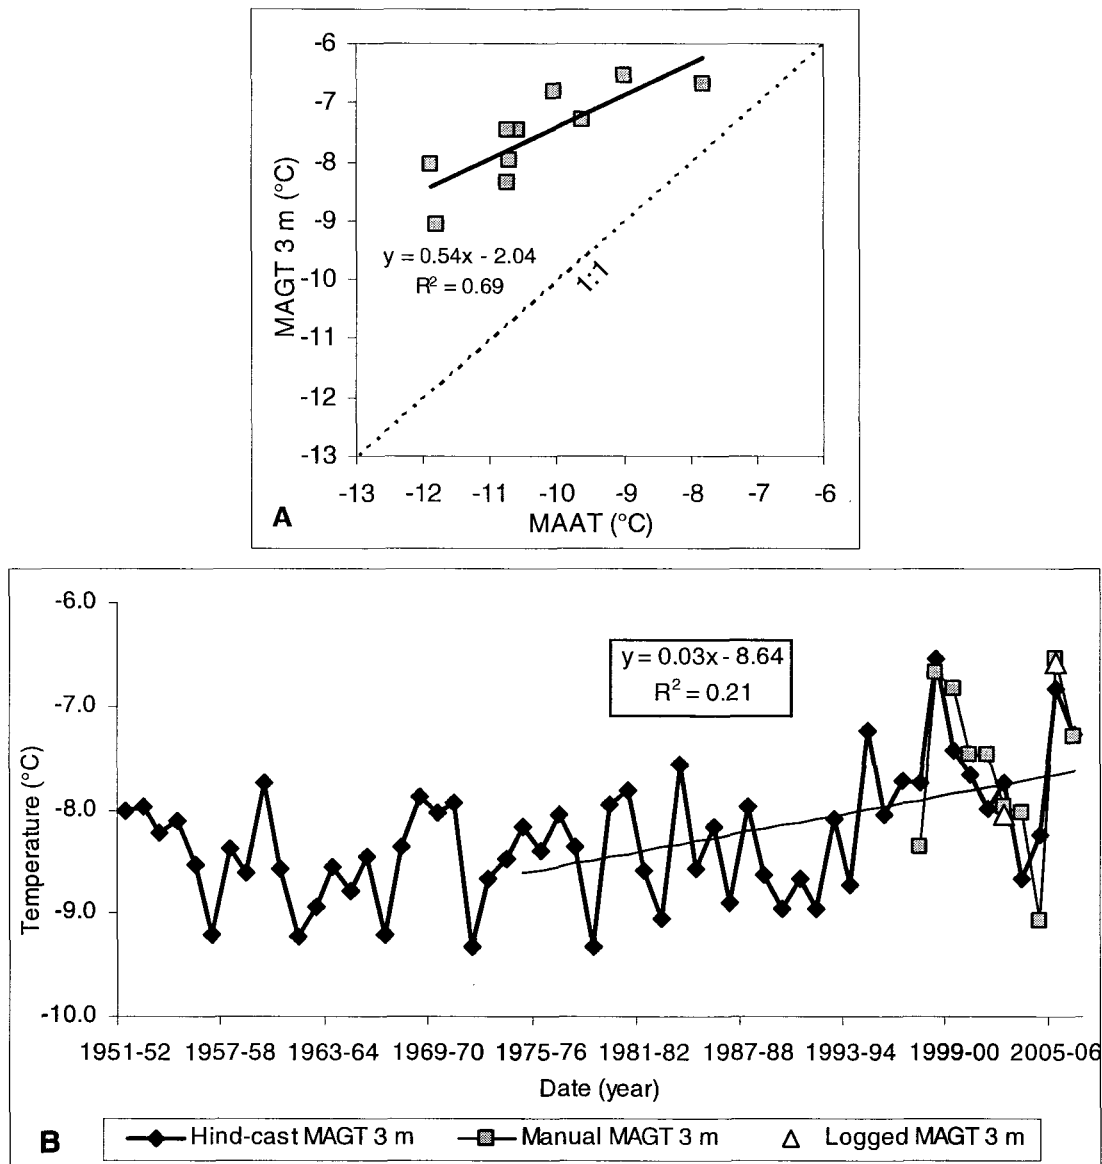 -6
-7
-8
-9
-10
-11
-12
-13
MAGT 3 m (°C)
y = 0.54x - 2.04
R² = 0.69
1:1
-13 -12 -11 -10 -9 -8 -7 -6
MAAT (°C)
A
-6.0
-7.0
-8.0
-9.0
-10.0
Temperature (°C)
y = 0.03x - 8.64
R² = 0.21
1951-52 1957-58 1963-64 1969-70 1975-76 1981-82 1987-88 1993-94 1999-00 2005-06
Date (year)
B
Hind-cast MAGT 3 m Manual MAGT 3 m Logged MAGT 3 m